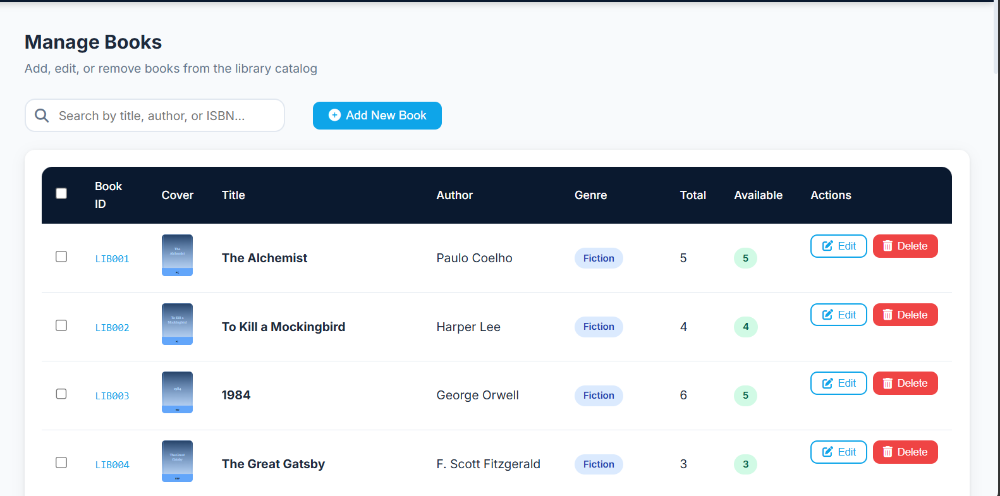 Manage Books
Add, edit, or remove books from the library catalog
Search by title, author, or ISBN...
Add New Book
Book ID Cover Title Author Genre Total Available Actions
LIB001 The Alchemist The Alchemist Paulo Coelho Fiction 5 5 Edit Delete
LIB002 To Kill a Mockingbird To Kill a Mockingbird Harper Lee Fiction 4 4 Edit Delete
LIB003 1984 1984 George Orwell Fiction 6 5 Edit Delete
LIB004 The Great Gatsby The Great Gatsby F. Scott Fitzgerald Fiction 3 3 Edit Delete